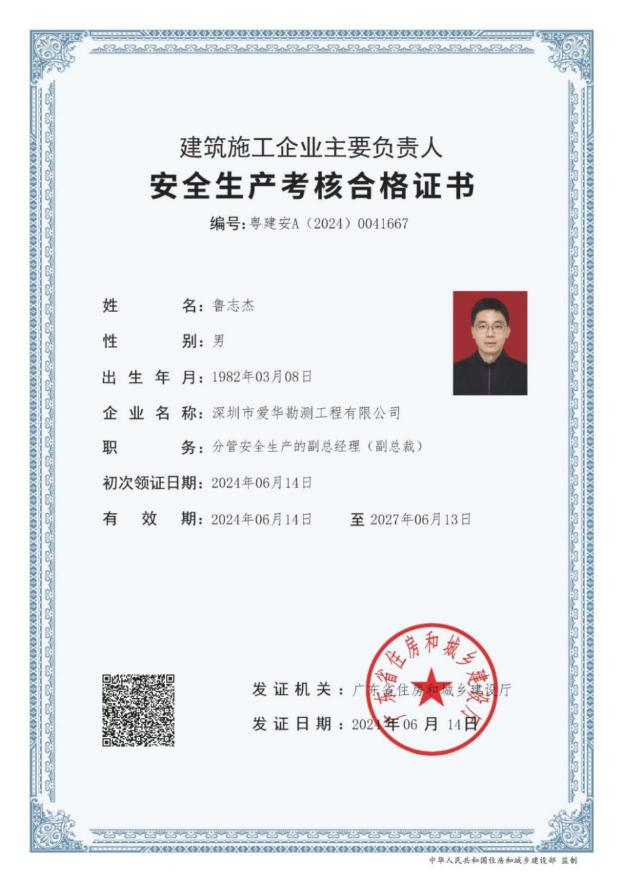 建筑施工企业主要负责人
安全生产考核合格证书
编号:粤建安A（2024）0041667
姓名:鲁志杰
性别:男
出生年月:1982年03月08日
企业名称:深圳市爱华勘测工程有限公司
职务:分管安全生产的副总经理（副总裁）
初次领证日期:2024年06月14日
有效期:2024年06月14日 至 2027年06月13日
广东省住房和城乡建设厅
发证机关:广东省住房和城乡建设厅
发证日期:2024年06月14日
中华人民共和国住房和城乡建设部 监制